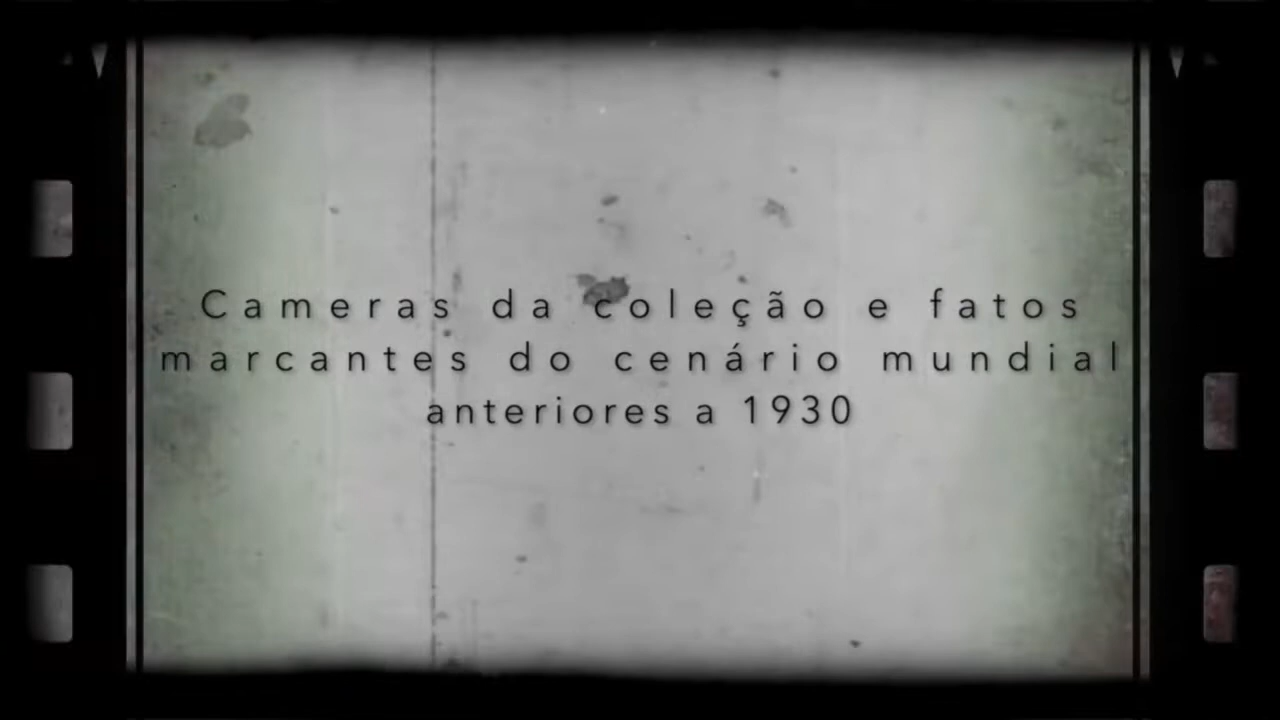 Cameras da coleção e fatos
marcantes do cenário mundial
anteriores a 1930